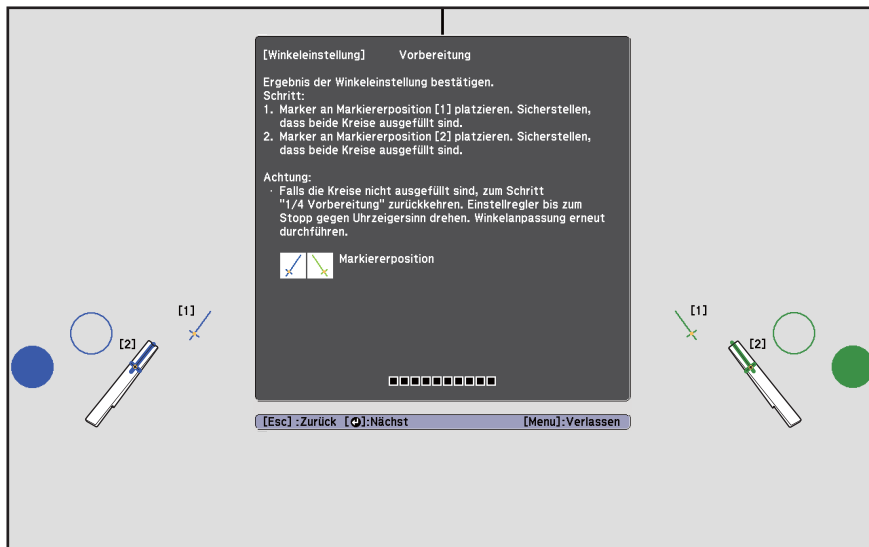 [Winkeleinstellung] Vorbereitung
Ergebnis der Winkeleinstellung bestätigen.
Schritt:
1. Marker an Markiererposition [1] platzieren. Sicherstellen,
dass beide Kreise ausgefüllt sind.
2. Marker an Markiererposition [2] platzieren. Sicherstellen,
dass beide Kreise ausgefüllt sind.
Achtung:
· Falls die Kreise nicht ausgefüllt sind, zum Schritt
"1/4 Vorbereitung" zurückkehren. Einstellregler bis zum
Stopp gegen Uhrzeigersinn drehen. Winkelanpassung erneut
durchführen.
Markiererposition
[1]
[2]
[1]
[2]
[Esc] :Zurück [↵]:Nächst [Menu]:Verlassen